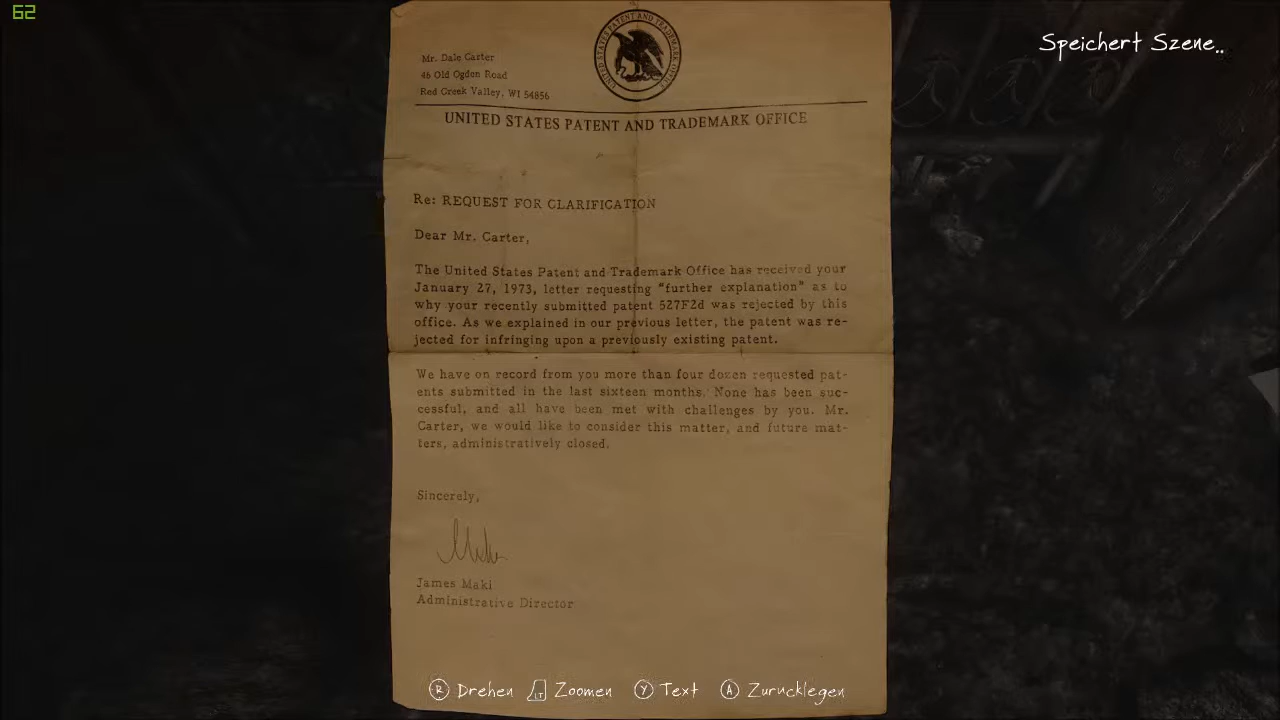 62
Speichert Szene..
UNITED STATES PATENT AND TRADEMARK OFFICE
Mr. Dale Carter
46 Old Ogden Road
Red Creek Valley, WI 54856
UNITED STATES PATENT AND TRADEMARK OFFICE
Re: REQUEST FOR CLARIFICATION
Dear Mr. Carter,
The United States Patent and Trademark Office has received your
January 27, 1973, letter requesting "further explanation" as to
why your recently submitted patent 527F2d was rejected by this
office. As we explained in our previous letter, the patent was re-
jected for infringing upon a previously existing patent.
We have on record from you more than four dozen requested pat-
ents submitted in the last sixteen months. None has been suc-
cessful, and all have been met with challenges by you. Mr.
Carter, we would like to consider this matter, and future mat-
ters, administratively closed.
Sincerely,
James Maki
Administrative Director
R Drehen LT Zoomen Y Text A Zurücklegen